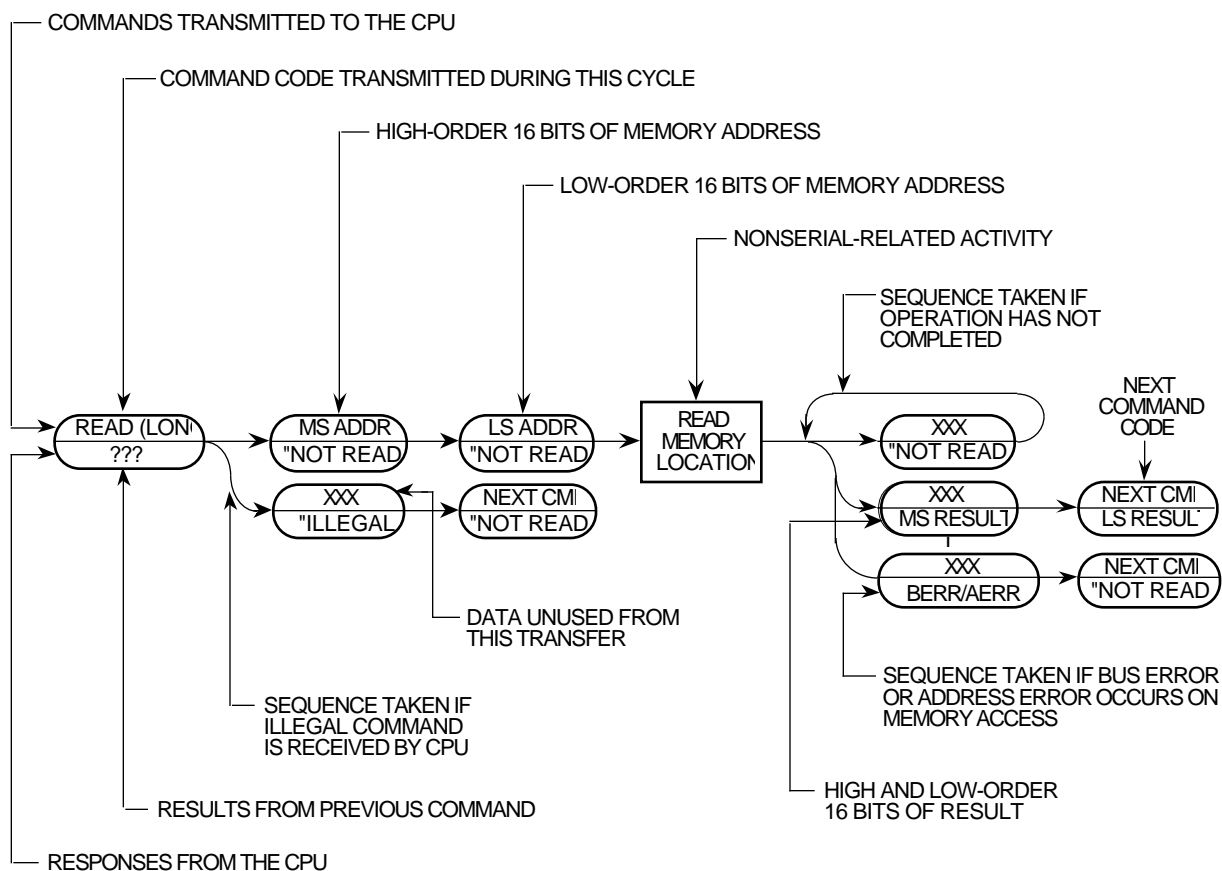 COMMANDS TRANSMITTED TO THE CPU
COMMAND CODE TRANSMITTED DURING THIS CYCLE
HIGH-ORDER 16 BITS OF MEMORY ADDRESS
LOW-ORDER 16 BITS OF MEMORY ADDRESS
NONSERIAL-RELATED ACTIVITY
SEQUENCE TAKEN IF
OPERATION HAS NOT
COMPLETED
NEXT
COMMAND
CODE
READ (LON
???
MS ADDR
"NOT READ
LS ADDR
"NOT READ
READ
MEMORY
LOCATION
XXX
"NOT READ
XXX
"ILLEGAL
NEXT CM
"NOT READ
XXX
MS RESULT
NEXT CM
LS RESUL
XXX
BERR/AERR
NEXT CM
"NOT READ
DATA UNUSED FROM
THIS TRANSFER
SEQUENCE TAKEN IF
ILLEGAL COMMAND
IS RECEIVED BY CPU
SEQUENCE TAKEN IF BUS ERROR
OR ADDRESS ERROR OCCURS ON
MEMORY ACCESS
HIGH AND LOW-ORDER
16 BITS OF RESULT
RESULTS FROM PREVIOUS COMMAND
RESPONSES FROM THE CPU